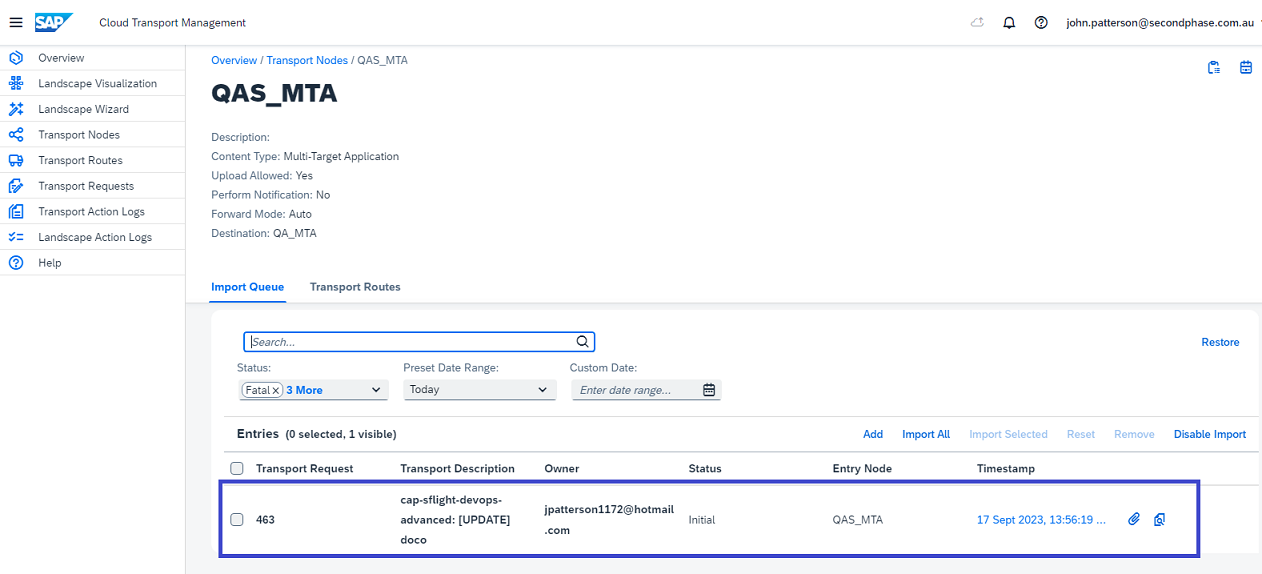 SAP Cloud Transport Management john.patterson@secondphase.com.au
Overview
Landscape Visualization
Landscape Wizard
Transport Nodes
Transport Routes
Transport Requests
Transport Action Logs
Landscape Action Logs
Help
Overview / Transport Nodes / QAS_MTA
QAS_MTA
Description:
Content Type: Multi-Target Application
Upload Allowed: Yes
Perform Notification: No
Forward Mode: Auto
Destination: QA_MTA
Import Queue Transport Routes
Search...
Restore
Status: Preset Date Range: Custom Date:
Fatal 3 More Today Enter date range...
Entries (0 selected, 1 visible) Add Import All Import Selected Reset Remove Disable Import
Transport Request Transport Description Owner Status Entry Node Timestamp
463
cap-sflight-devops-
advanced: [UPDATE]
doco
jpatterson1172@hotmail
.com
Initial
QAS_MTA
17 Sept 2023, 13:56:19 ...